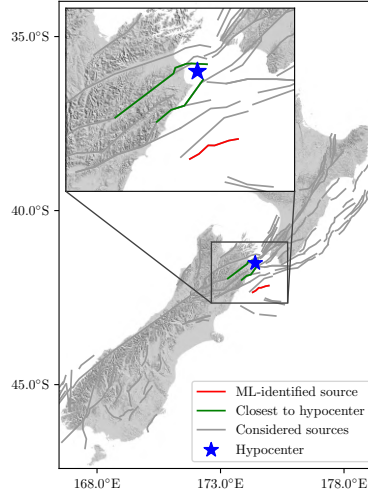 35.0°S
40.0°S
45.0°S
ML-identified source
Closest to hypocenter
Considered sources
Hypocenter
168.0°E 173.0°E 178.0°E